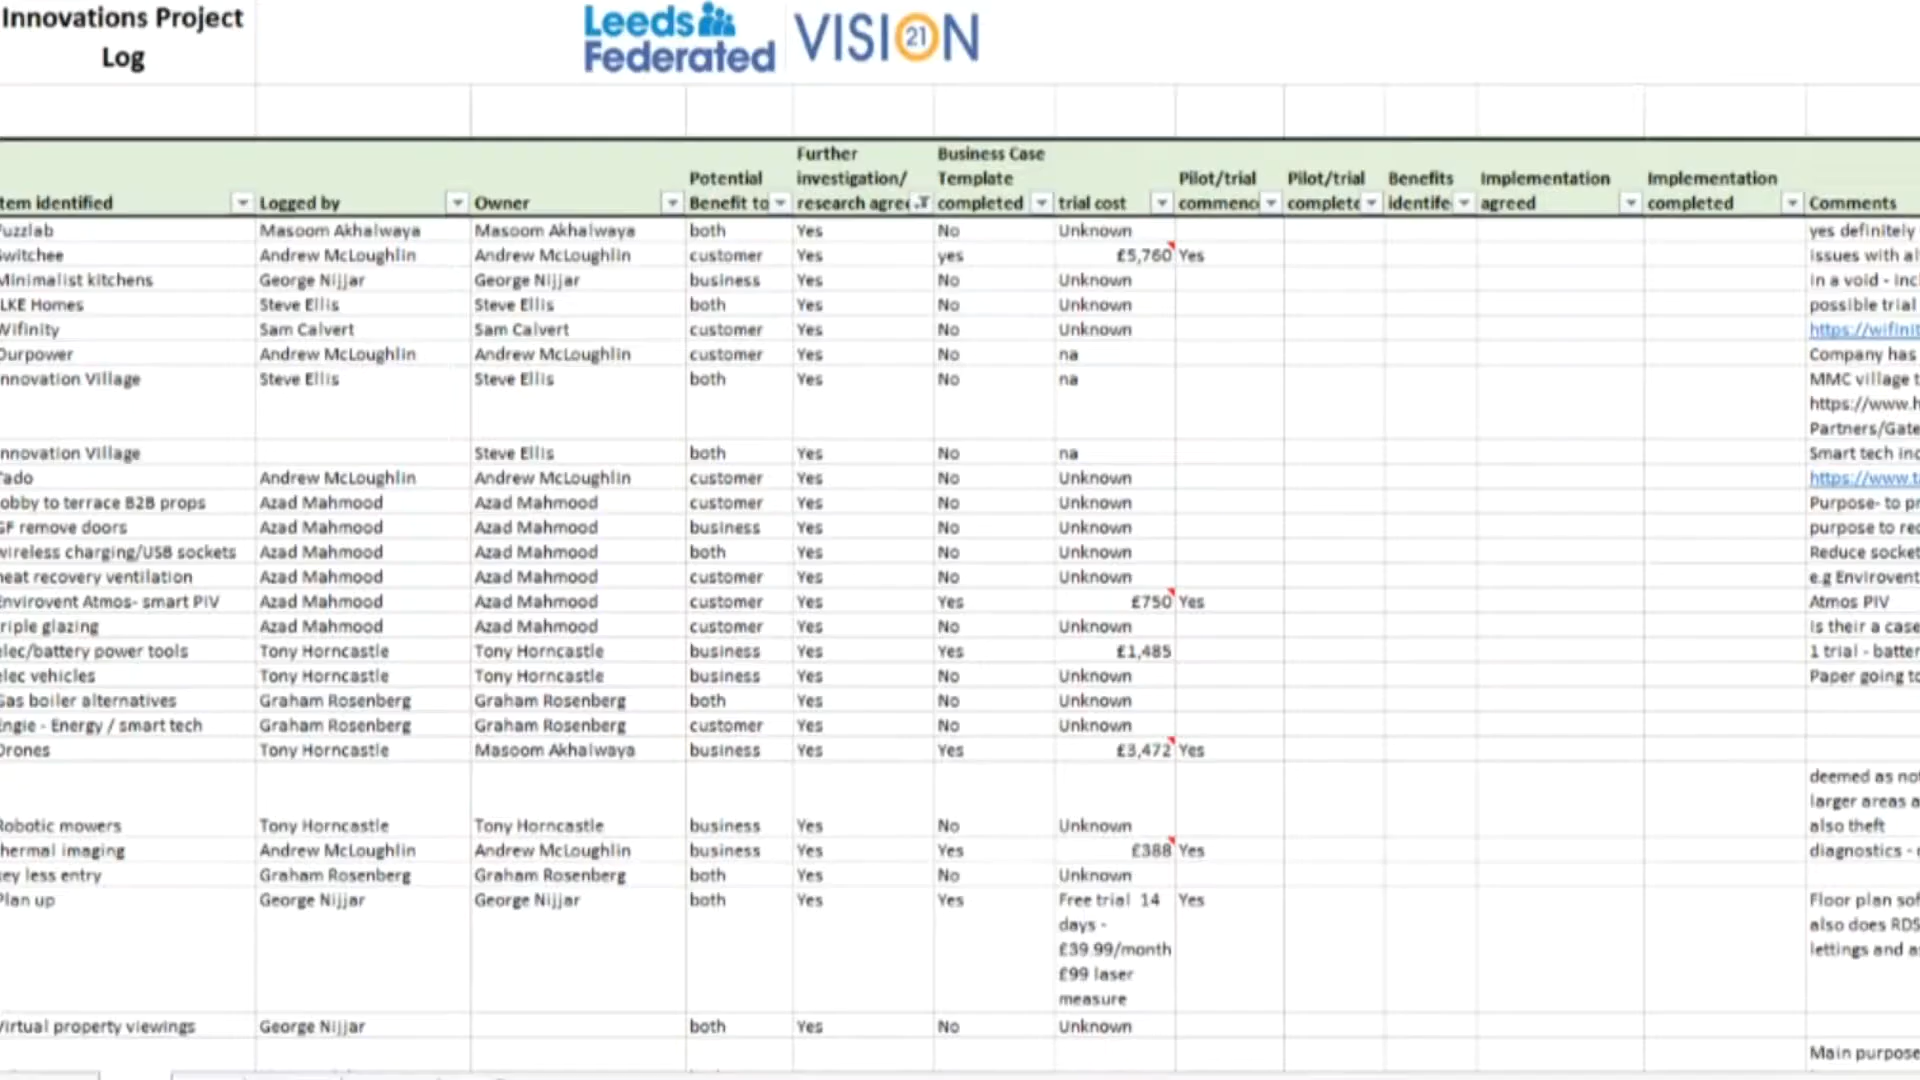 Innovations Project
Log
Leeds
Federated
VISION
21
tem identified Logged by Owner Potential Benefit to Further investigation/ research agree Business Case Template completed trial cost Pilot/trial commenc Pilot/trial complete Benefits identife Implementation agreed Implementation completed Comments
uzzlab Masoom Akhalwaya Masoom Akhalwaya both Yes No Unknown yes definitely
witchee Andrew McLoughlin Andrew McLoughlin customer Yes yes £5,760 Yes Issues with al
Minimalist kitchens George Nijjar George Nijjar business Yes No Unknown In a void - inc
LKE Homes Steve Ellis Steve Ellis both Yes No Unknown possible trial
Wifinity Sam Calvert Sam Calvert customer Yes No Unknown https://wifinit
Ourpower Andrew McLoughlin Andrew McLoughlin customer Yes No na Company has
nnovation Village Steve Ellis Steve Ellis both Yes No na MMC village t
https://www.h
Partners/Gate
nnovation Village Steve Ellis both Yes No na Smart tech inc
Tado Andrew McLoughlin Andrew McLoughlin customer Yes No Unknown https://www.t
obby to terrace B2B props Azad Mahmood Azad Mahmood customer Yes No Unknown Purpose- to pr
GF remove doors Azad Mahmood Azad Mahmood business Yes No Unknown purpose to rec
wireless charging/USB sockets Azad Mahmood Azad Mahmood both Yes No Unknown Reduce socket
heat recovery ventilation Azad Mahmood Azad Mahmood customer Yes No Unknown e.g Envirovent
Envirovent Atmos- smart PIV Azad Mahmood Azad Mahmood customer Yes Yes £750 Yes Atmos PIV
riple glazing Azad Mahmood Azad Mahmood customer Yes No Unknown Is their a case
elec/battery power tools Tony Horncastle Tony Horncastle business Yes Yes £1,485 1 trial - batter
elec vehicles Tony Horncastle Tony Horncastle business Yes No Unknown Paper going to
Gas boiler alternatives Graham Rosenberg Graham Rosenberg both Yes No Unknown
Engie - Energy / smart tech Graham Rosenberg Graham Rosenberg customer Yes No Unknown
Drones Tony Horncastle Masoom Akhalwaya business Yes Yes £3,472 Yes
deemed as not
larger areas a
Robotic mowers Tony Horncastle Tony Horncastle business Yes No Unknown also theft
hermal imaging Andrew McLoughlin Andrew McLoughlin business Yes Yes £388 Yes diagnostics -
key less entry Graham Rosenberg Graham Rosenberg both Yes No Unknown
Plan up George Nijjar George Nijjar both Yes Yes Free trial 14 Yes Floor plan sof
days - also does RDS
£39.99/month lettings and a
£99 laser
measure
Virtual property viewings George Nijjar both Yes No Unknown
Main purpose